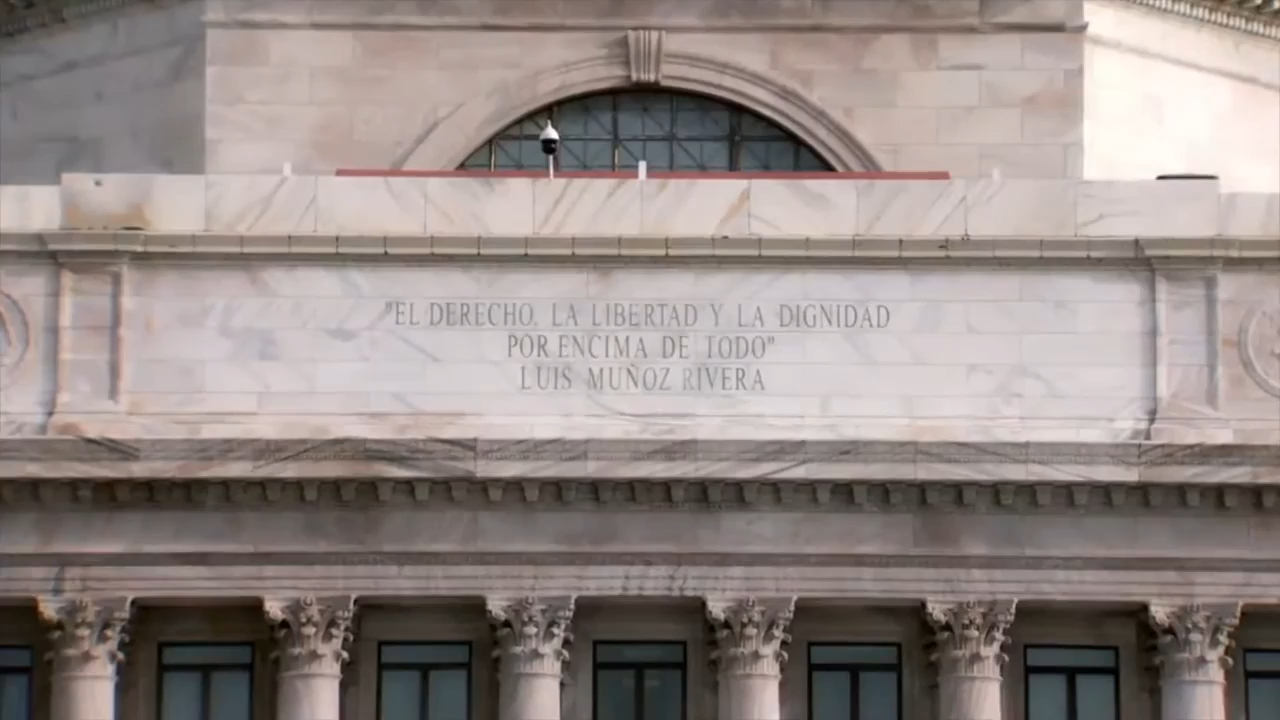 "EL DERECHO, LA LIBERTAD Y LA DIGNIDAD
POR ENCIMA DE TODO"
LUIS MUÑOZ RIVERA